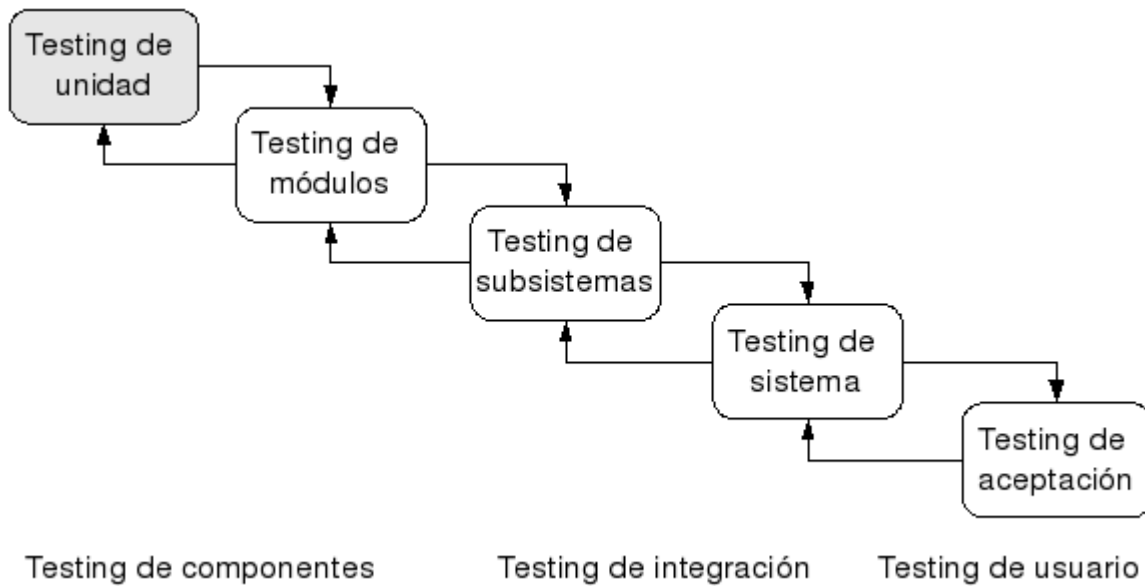 Testing de
unidad
Testing de
módulos
Testing de
subsistemas
Testing de
sistema
Testing de
aceptación
Testing de componentes
Testing de integración
Testing de usuario